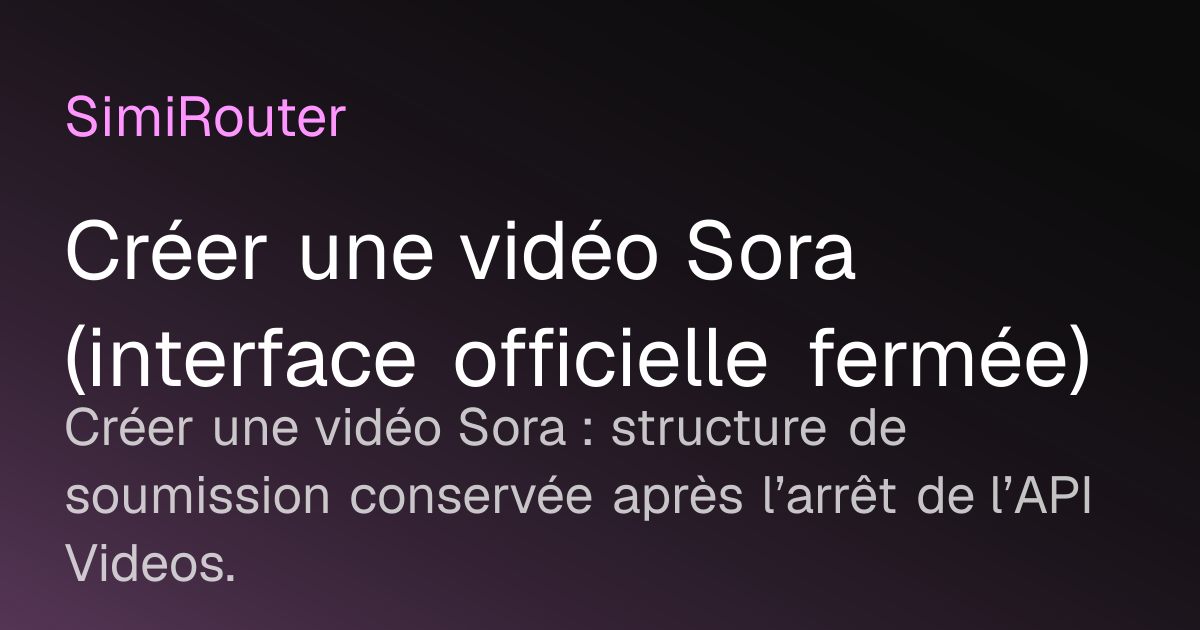 SimiRouter
Créer une vidéo Sora
(interface officielle fermée)
Créer une vidéo Sora : structure de
soumission conservée après l’arrêt de l’API
Videos.